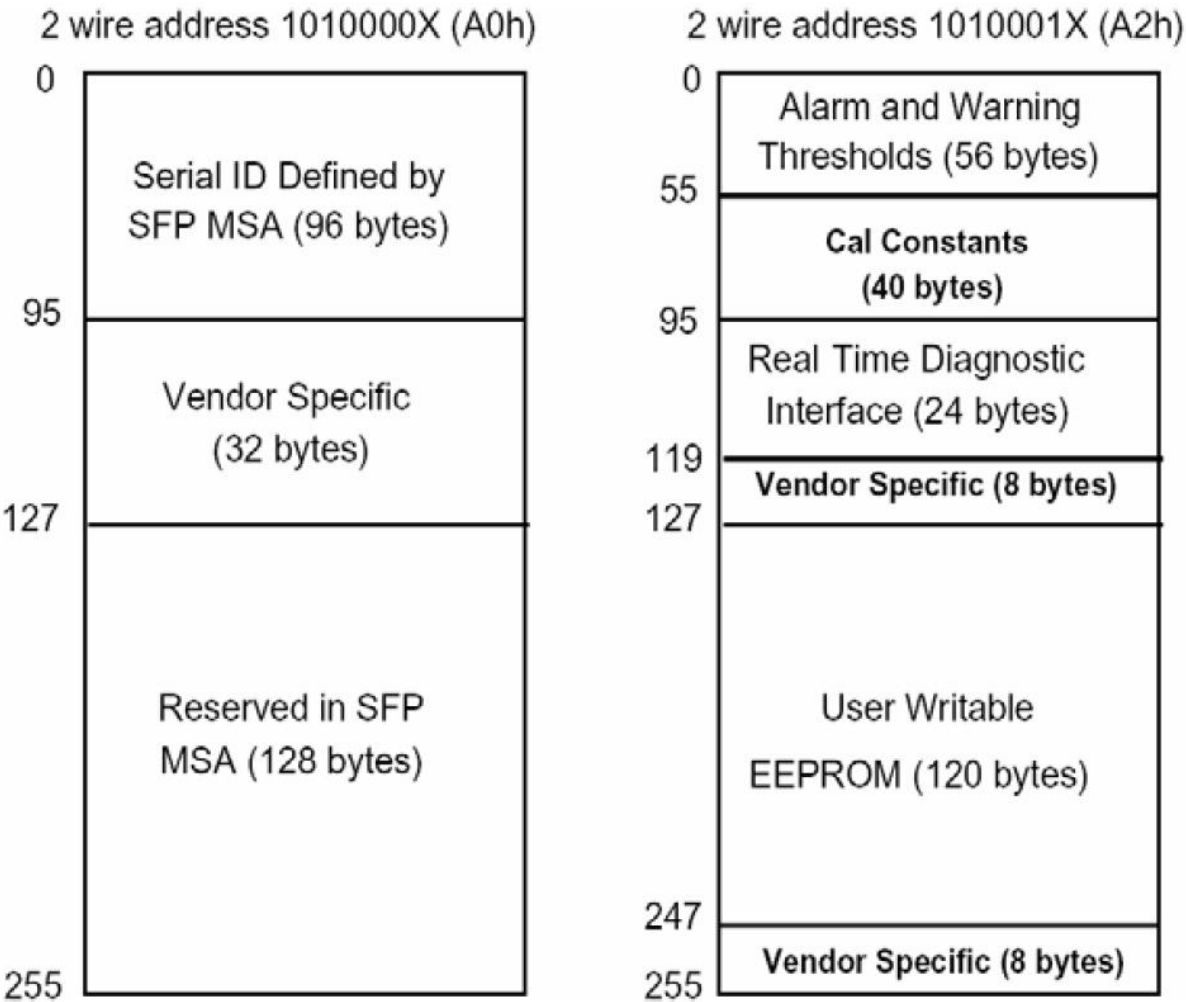 2 wire address 1010000X (A0h)
0
Serial ID Defined by
SFP MSA (96 bytes)
95
Vendor Specific
(32 bytes)
127
Reserved in SFP
MSA (128 bytes)
255
2 wire address 1010001X (A2h)
0
Alarm and Warning
Thresholds (56 bytes)
55
Cal Constants
(40 bytes)
95
Real Time Diagnostic
Interface (24 bytes)
119
Vendor Specific (8 bytes)
127
User Writable
EEPROM (120 bytes)
247
Vendor Specific (8 bytes)
255